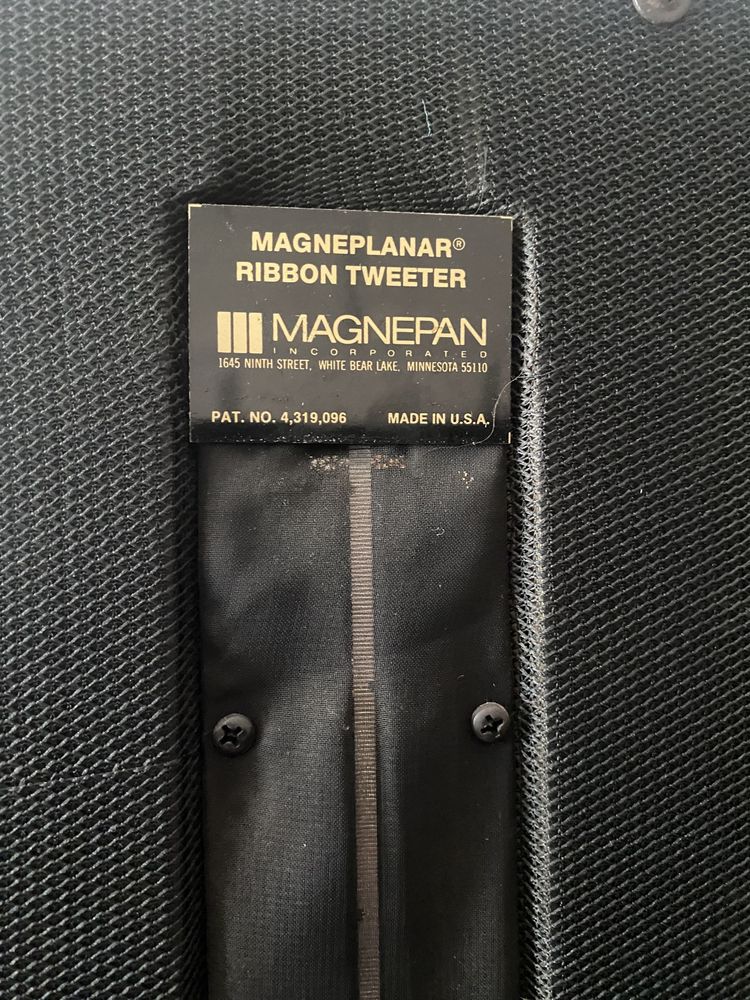 MAGNEPLANAR®
RIBBON TWEETER
MAGNEPAN
INCORPORATED
1645 NINTH STREET, WHITE BEAR LAKE, MINNESOTA 55110
PAT. NO. 4,319,096 MADE IN U.S.A.